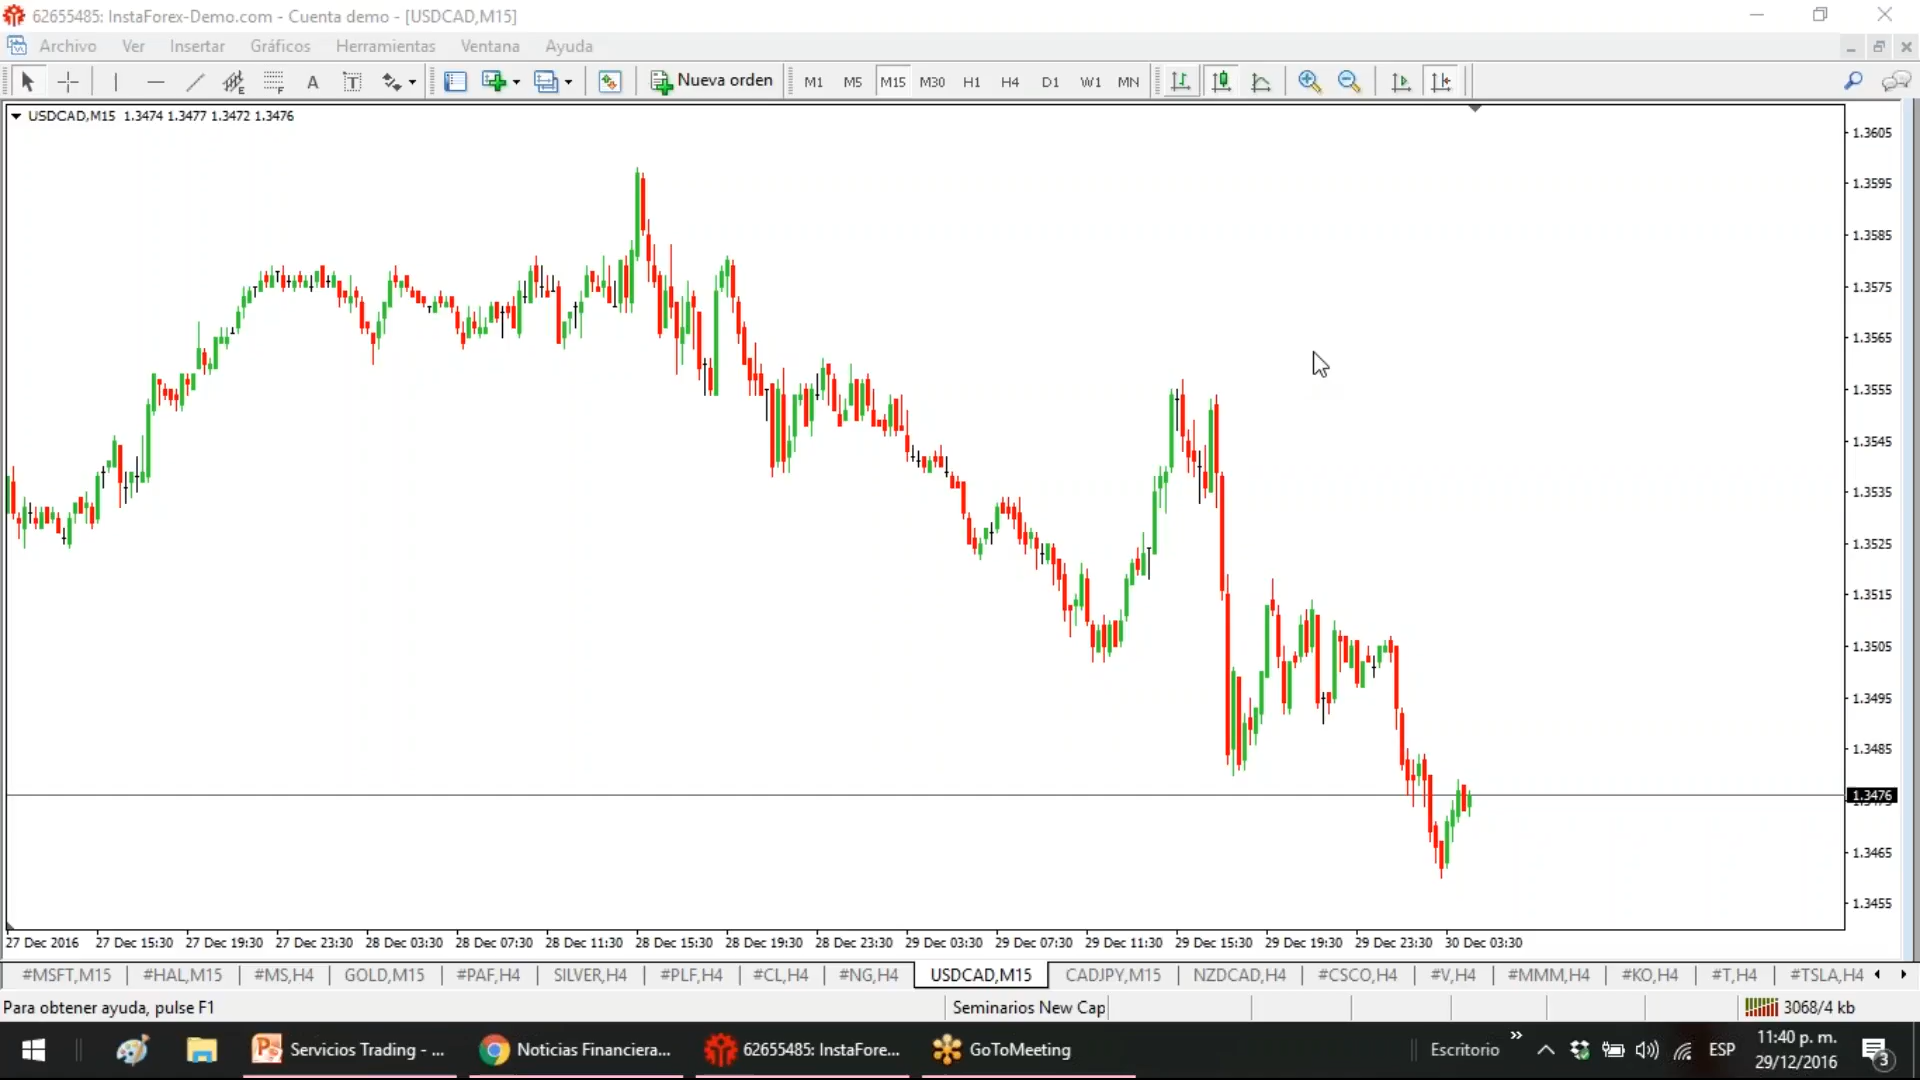 62655485: InstaForex-Demo.com - Cuenta demo - [USDCAD,M15]
Archivo Ver Insertar Gráficos Herramientas Ventana Ayuda
E F A T Nueva orden M1 M5 M15 M30 H1 H4 D1 W1 MN
USDCAD,M15 1.3474 1.3477 1.3472 1.3476
1.3605
1.3595
1.3585
1.3575
1.3565
1.3555
1.3545
1.3535
1.3525
1.3515
1.3505
1.3495
1.3485
1.3476
1.3465
1.3455
27 Dec 2016 27 Dec 15:30 27 Dec 19:30 27 Dec 23:30 28 Dec 03:30 28 Dec 07:30 28 Dec 11:30 28 Dec 15:30 28 Dec 19:30 28 Dec 23:30 29 Dec 03:30 29 Dec 07:30 29 Dec 11:30 29 Dec 15:30 29 Dec 19:30 29 Dec 23:30 30 Dec 03:30
#MSFT,M15 #HAL,M15 #MS,H4 GOLD,M15 #PAF,H4 SILVER,H4 #PLF,H4 #CL,H4 #NG,H4 USDCAD,M15 CADJPY,M15 NZDCAD,H4 #CSCO,H4 #V,H4 #MMM,H4 #KO,H4 #T,H4 #TSLA,H4
Para obtener ayuda, pulse F1 Seminarios New Cap 3068/4 kb
Servicios Trading - ... Noticias Financiera... 62655485: InstaFore... GoToMeeting Escritorio » ESP 11:40 p. m.
29/12/2016 3